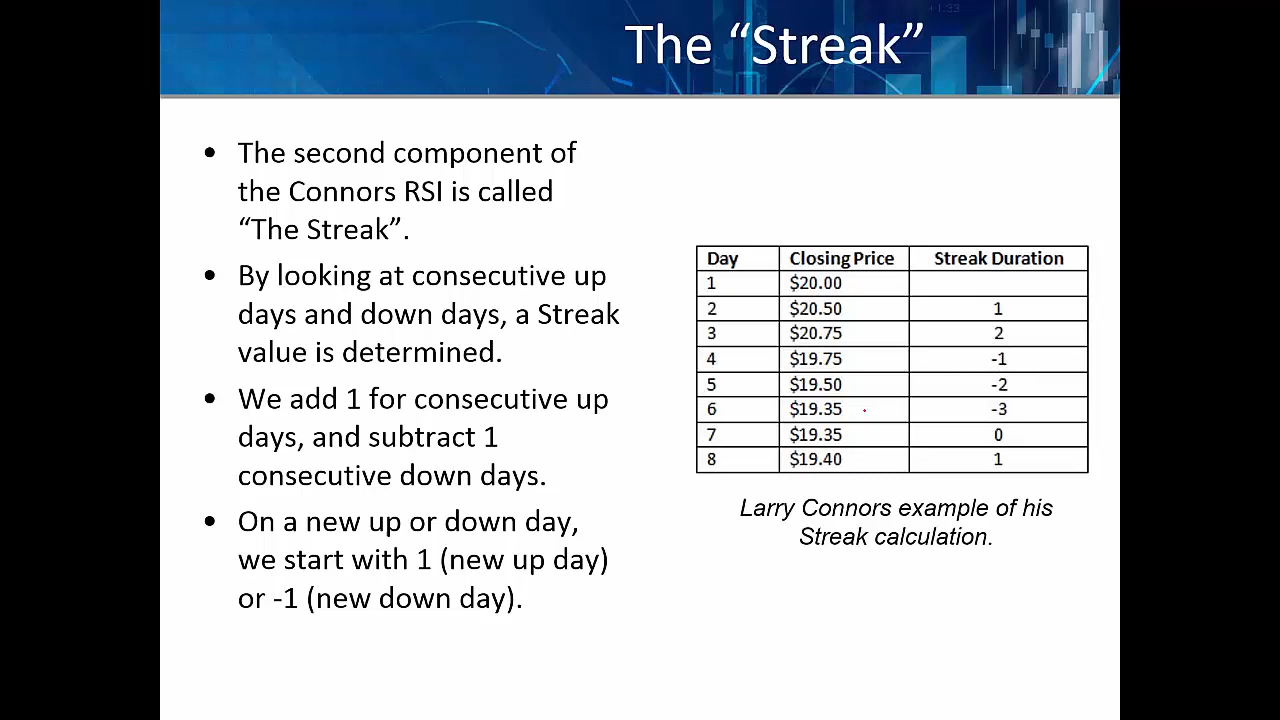 The “Streak”
• The second component of
the Connors RSI is called
“The Streak”.
• By looking at consecutive up
days and down days, a Streak
value is determined.
• We add 1 for consecutive up
days, and subtract 1
consecutive down days.
• On a new up or down day,
we start with 1 (new up day)
or -1 (new down day).
Day Closing Price Streak Duration
1 $20.00
2 $20.50 1
3 $20.75 2
4 $19.75 -1
5 $19.50 -2
6 $19.35 -3
7 $19.35 0
8 $19.40 1
Larry Connors example of his
Streak calculation.